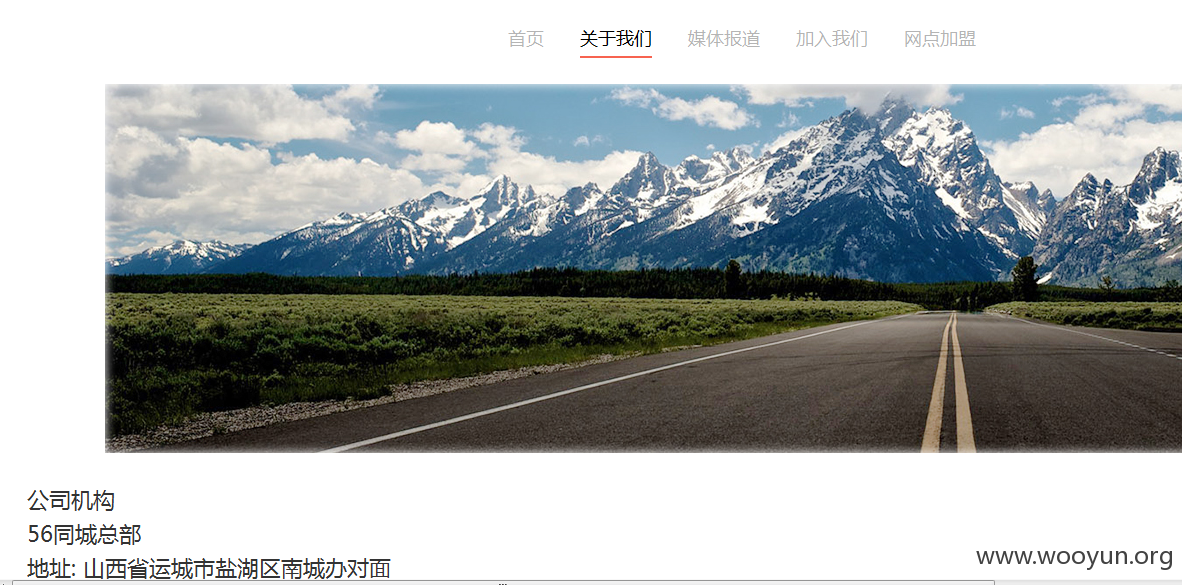 首页 关于我们 媒体报道 加入我们 网点加盟
公司机构
56同城总部
地址: 山西省运城市盐湖区南城办对面
www.wooyun.org